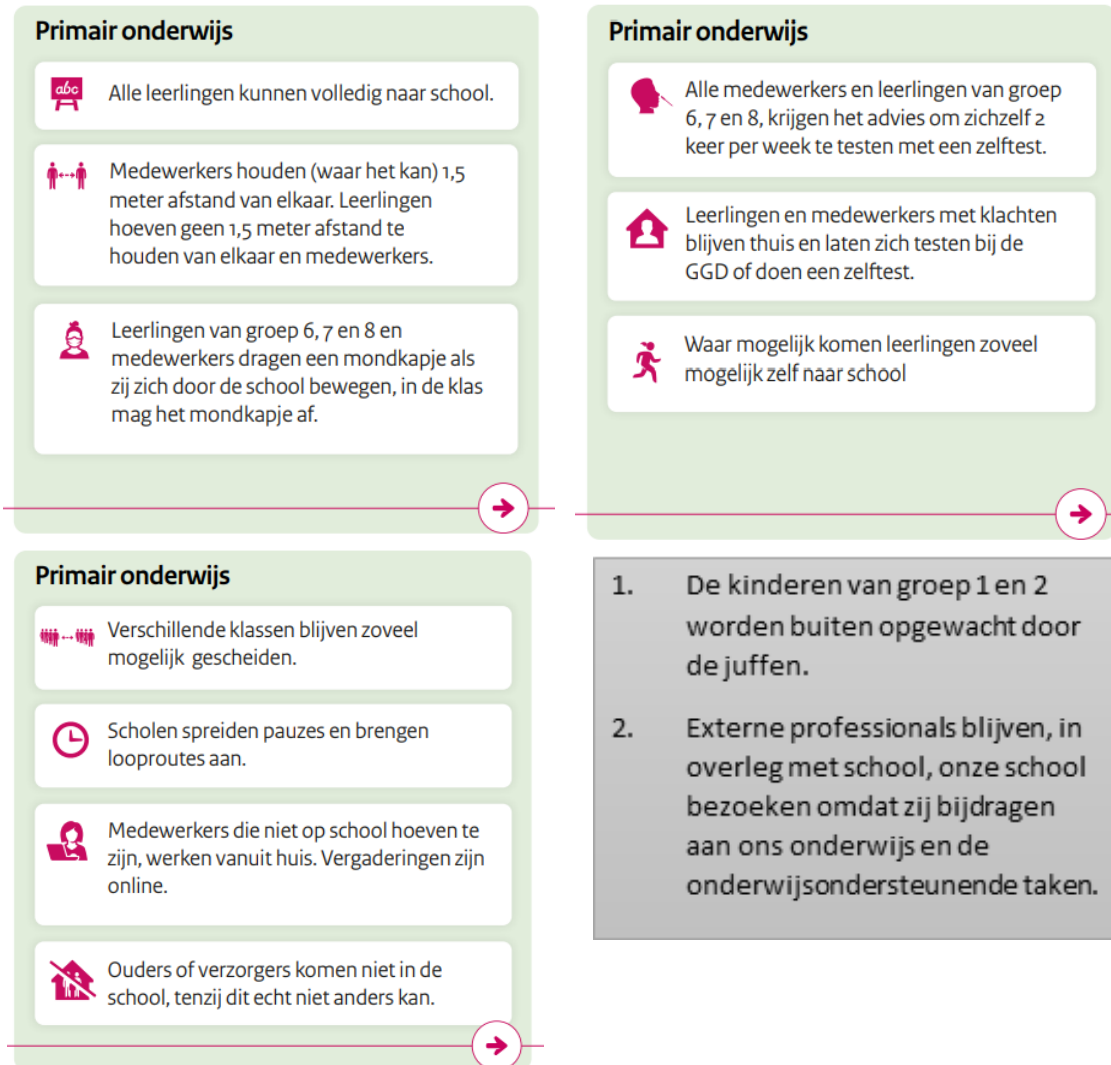 Primair onderwijs
abc
Alle leerlingen kunnen volledig naar school.
Medewerkers houden (waar het kan) 1,5
meter afstand van elkaar. Leerlingen
hoeven geen 1,5 meter afstand te
houden van elkaar en medewerkers.
Leerlingen van groep 6, 7 en 8 en
medewerkers dragen een mondkapje als
zij zich door de school bewegen, in de klas
mag het mondkapje af.
Primair onderwijs
Alle medewerkers en leerlingen van groep
6, 7 en 8, krijgen het advies om zichzelf 2
keer per week te testen met een zelftest.
Leerlingen en medewerkers met klachten
blijven thuis en laten zich testen bij de
GGD of doen een zelftest.
Waar mogelijk komen leerlingen zoveel
mogelijk zelf naar school
Primair onderwijs
Verschillende klassen blijven zoveel
mogelijk gescheiden.
Scholen spreiden pauzes en brengen
looproutes aan.
Medewerkers die niet op school hoeven te
zijn, werken vanuit huis. Vergaderingen zijn
online.
Ouders of verzorgers komen niet in de
school, tenzij dit echt niet anders kan.
1. De kinderen van groep 1 en 2
worden buiten opgewacht door
de juffen.
2. Externe professionals blijven, in
overleg met school, onze school
bezoeken omdat zij bijdragen
aan ons onderwijs en de
onderwijsondersteunende taken.